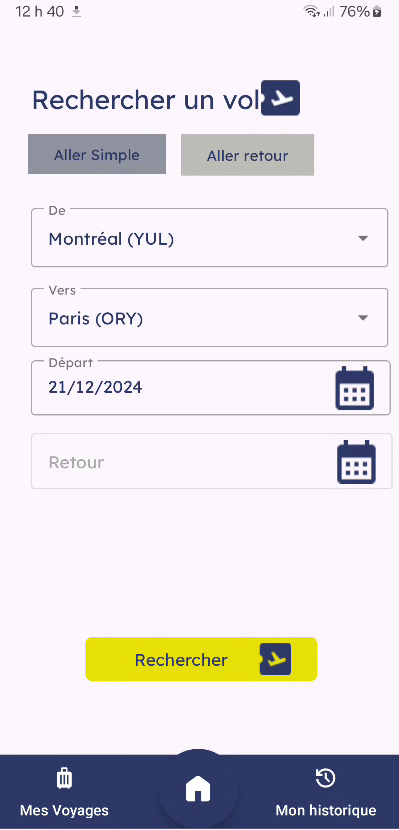 12 h 40 76%
Rechercher un vol
Aller Simple Aller retour
De
Montréal (YUL)
Vers
Paris (ORY)
Départ
21/12/2024
Retour
Rechercher
Mes Voyages Mon historique